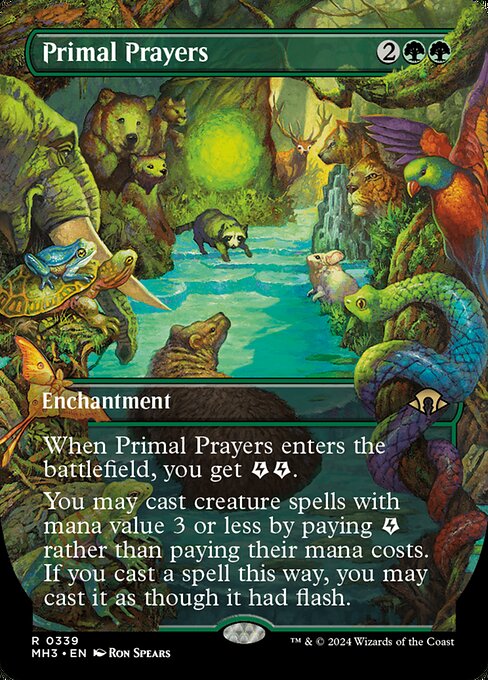 Primal Prayers 2
Enchantment
When Primal Prayers enters the
battlefield, you get .
You may cast creature spells with
mana value 3 or less by paying
rather than paying their mana costs.
If you cast a spell this way, you may
cast it as though it had flash.
R 0339
MH3 • EN Ron Spears
™ & © 2024 Wizards of the Coast